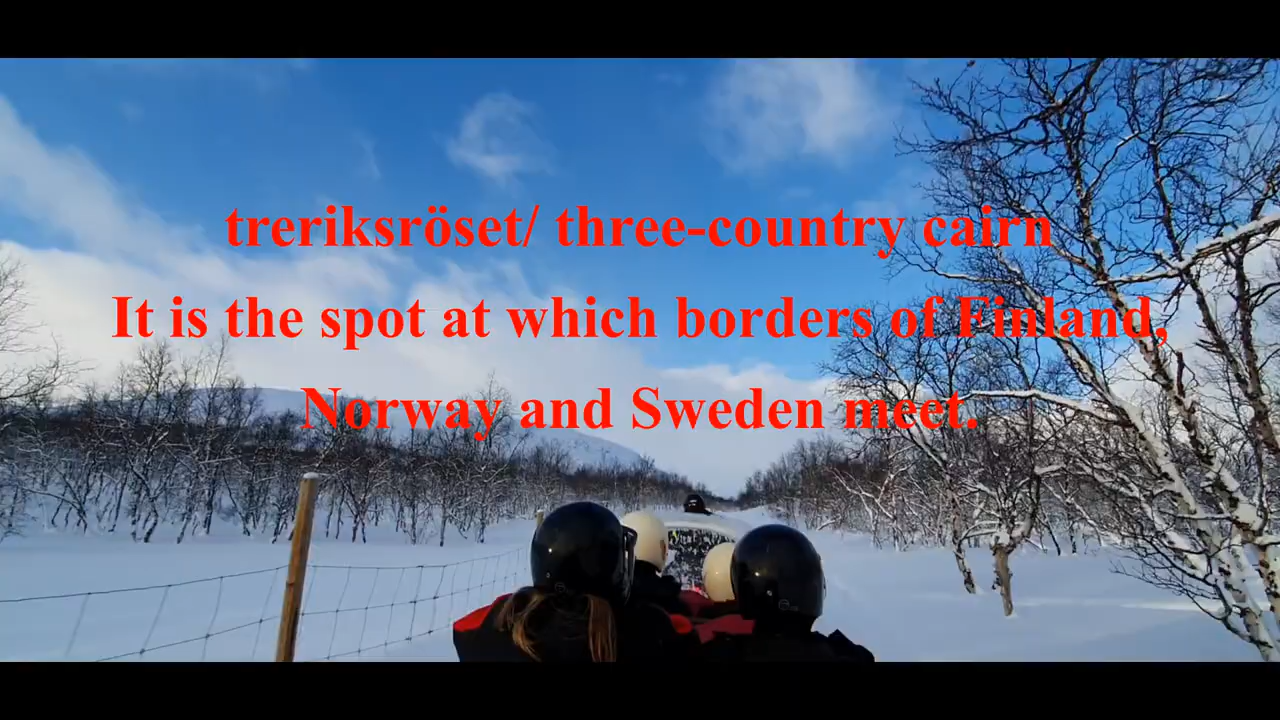 treriksröset/ three-country cairn
It is the spot at which borders of Finland,
Norway and Sweden meet.